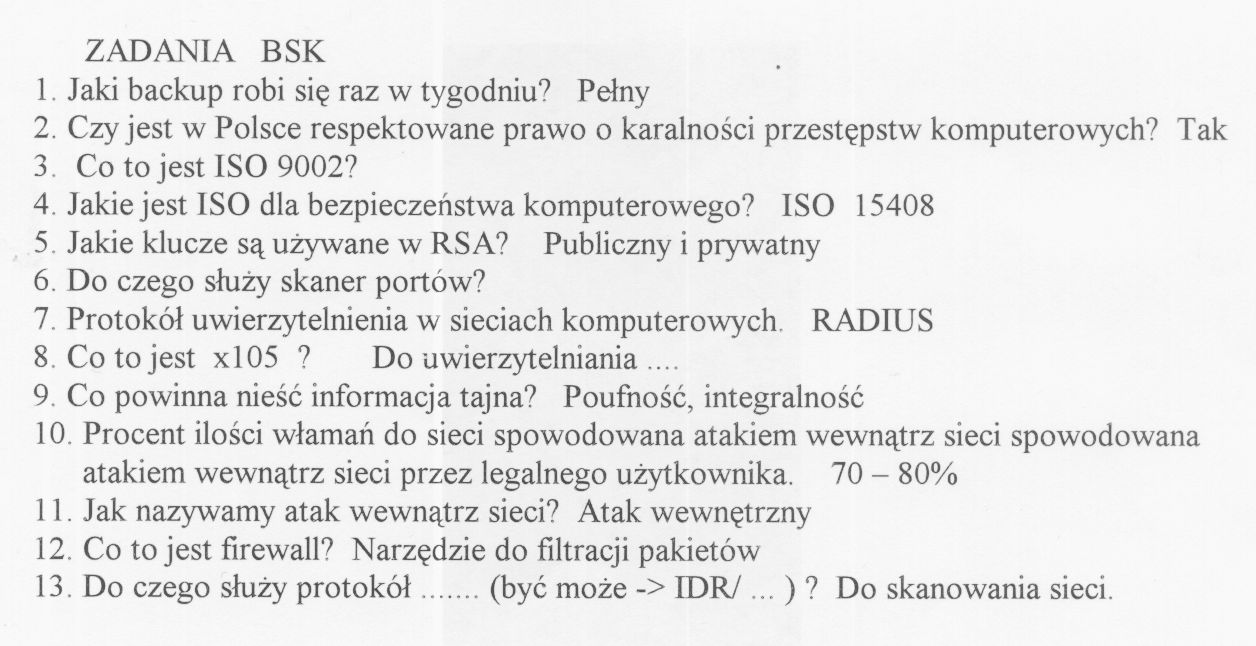 ZADANIA BSK
1. Jaki backup robi się raz w tygodniu? Pełny
2. Czy jest w Polsce respektowane prawo o karalności przestępstw komputerowych? Tak
3. Co to jest ISO 9002?
4. Jakie jest ISO dla bezpieczeństwa komputerowego? ISO 15408
5. Jakie klucze są używane w RSA? Publiczny i prywatny
6. Do czego służy skaner portów?
7. Protokół uwierzytelnienia w sieciach komputerowych. RADIUS
8. Co to jest x105 ? Do uwierzytelniania ....
9. Co powinna nieść informacja tajna? Poufność, integralność
10. Procent ilości włamań do sieci spowodowana atakiem wewnątrz sieci spowodowana
atakiem wewnątrz sieci przez legalnego użytkownika. 70 – 80%
11. Jak nazywamy atak wewnątrz sieci? Atak wewnętrzny
12. Co to jest firewall? Narzędzie do filtracji pakietów
13. Do czego służy protokół ....... (być może -> IDR/ ... ) ? Do skanowania sieci.